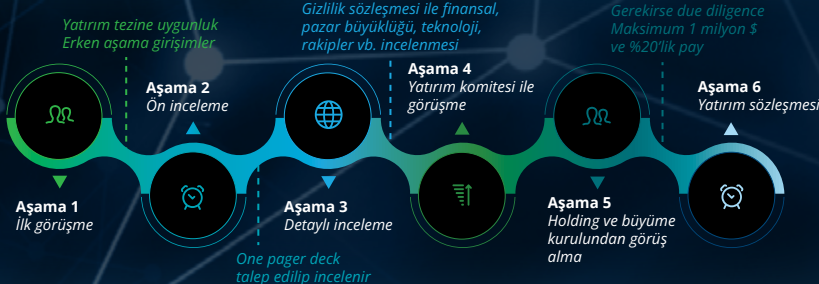 Yatırım tezine uygunluk
Erken aşama girişimler
Gizlilik sözleşmesi ile finansal,
pazar büyüklüğü, teknoloji,
rakipler vb. incelenmesi
Gerekirse due diligence
Maksimum 1 milyon $
ve %20'lik pay
Aşama 2
Ön inceleme
Aşama 4
Yatırım komitesi ile
görüşme
Aşama 6
Yatırım sözleşmesi
Aşama 1
İlk görüşme
Aşama 3
Detaylı inceleme
Aşama 5
Holding ve büyüme
kurulundan görüş
alma
One pager deck
talep edilip incelenir